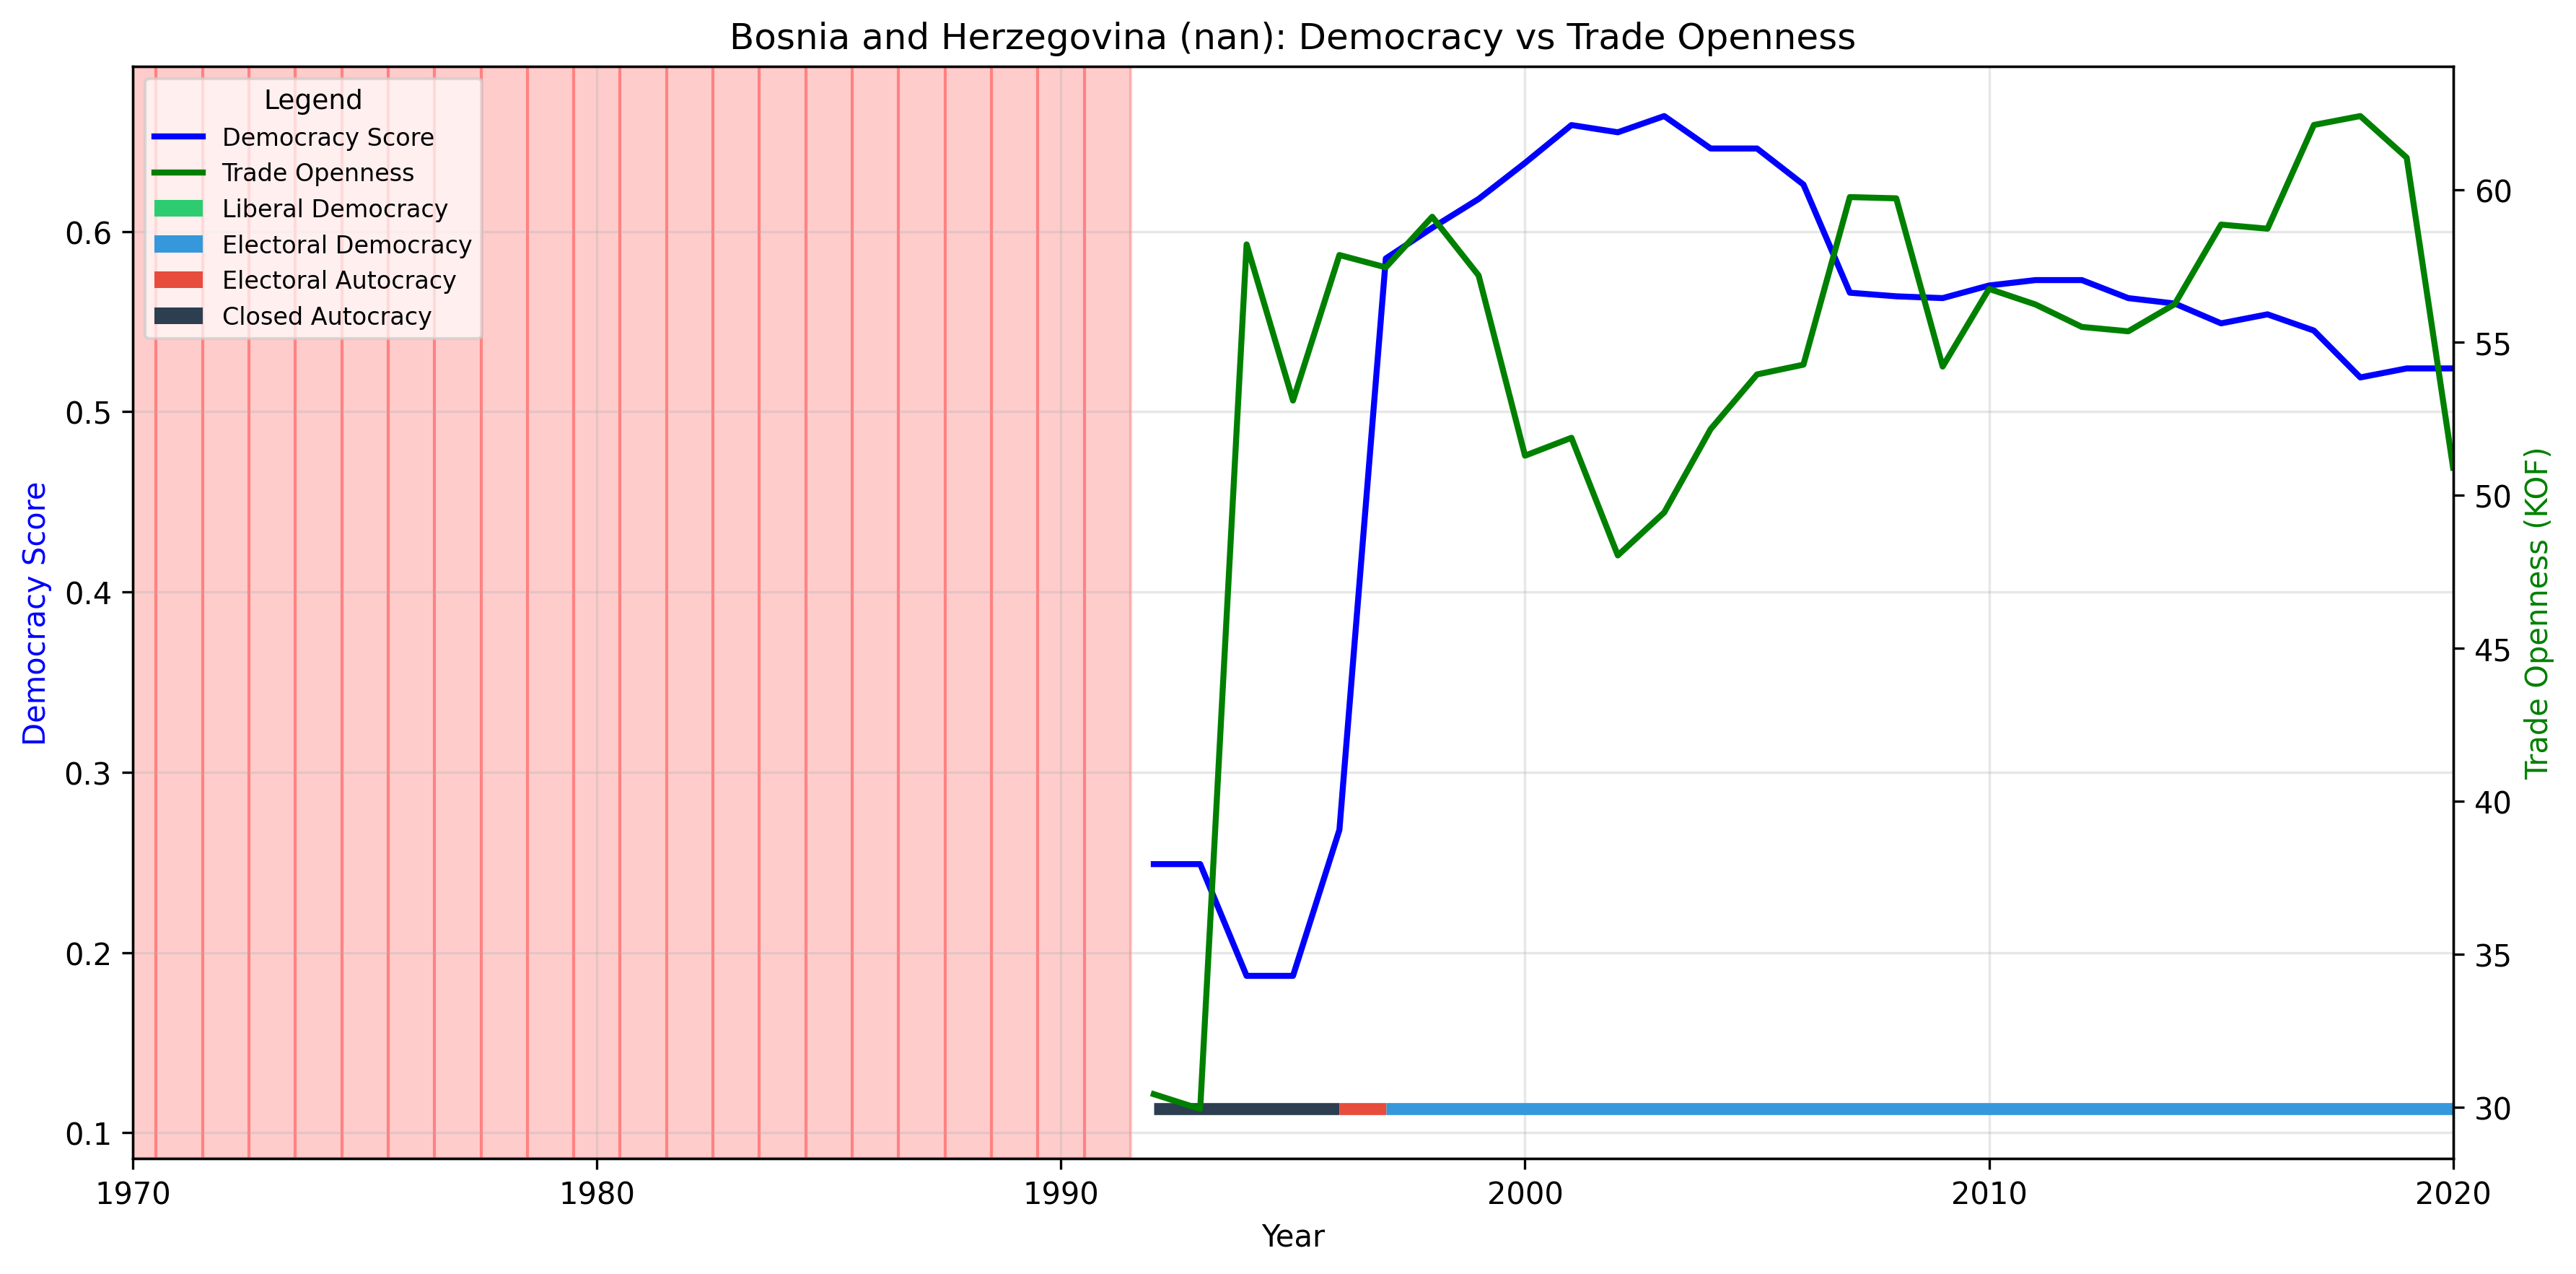 Bosnia and Herzegovina (nan): Democracy vs Trade Openness
Legend
Democracy Score
Trade Openness
Liberal Democracy
Electoral Democracy
Electoral Autocracy
Closed Autocracy
Democracy Score
0.6
0.5
0.4
0.3
0.2
0.1
60
55
50
45
40
35
30
Trade Openness (KOF)
1970
1980
1990
2000
2010
2020
Year